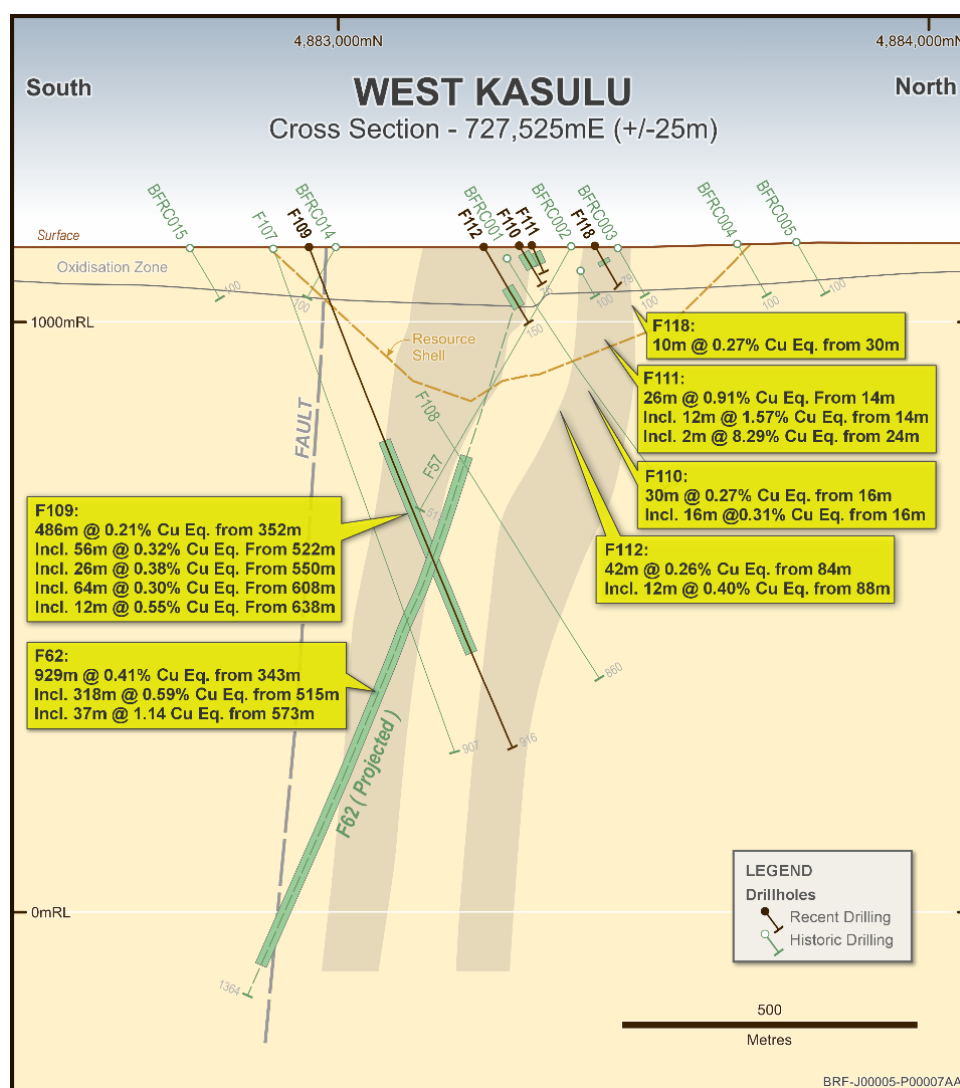 4,883,000mN
4,884,000mN
South
WEST KASULU
North
Cross Section - 727,525mE (+/-25m)
BFRC015
F107
F109
BFRC014
F112
BFRC001
F110
F111
BFRC002
F118
BFRC003
BFRC004
BFRC005
Surface
Oxidisation Zone
100
100
75
150
100
79
100
100
100
1000mRL
Resource
Shell
F118:
10m @ 0.27% Cu Eq. from 30m
F111:
26m @ 0.91% Cu Eq. From 14m
Incl. 12m @ 1.57% Cu Eq. from 14m
Incl. 2m @ 8.29% Cu Eq. from 24m
FAULT
F108
F57
F110:
30m @ 0.27% Cu Eq. from 16m
Incl. 16m @0.31% Cu Eq. from 16m
F109:
486m @ 0.21% Cu Eq. from 352m
Incl. 56m @ 0.32% Cu Eq. From 522m
Incl. 26m @ 0.38% Cu Eq. From 550m
Incl. 64m @ 0.30% Cu Eq. From 608m
Incl. 12m @ 0.55% Cu Eq. From 638m
F112:
42m @ 0.26% Cu Eq. from 84m
Incl. 12m @ 0.40% Cu Eq. from 88m
F62:
929m @ 0.41% Cu Eq. from 343m
Incl. 318m @ 0.59% Cu Eq. from 515m
Incl. 37m @ 1.14 Cu Eq. from 573m
860
907
916
F62 ( Projected )
LEGEND
Drillholes
Recent Drilling
Historic Drilling
0mRL
1364
500
Metres
BRF-J00005-P00007AA